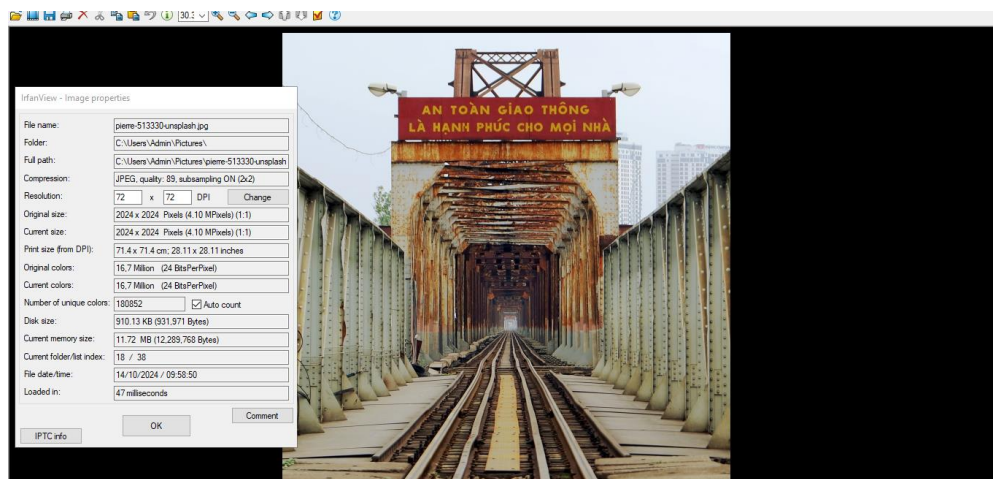 30.3
IrfanView - Image properties
File name: pierre-513330-unsplash.jpg
Folder: C:\Users\Admin\Pictures\
Full path: C:\Users\Admin\Pictures\pierre-513330-unsplash
Compression: JPEG, quality: 89, subsampling ON (2x2)
Resolution: 72 x 72 DPI Change
Original size: 2024 x 2024 Pixels (4.10 MPixels) (1:1)
Current size: 2024 x 2024 Pixels (4.10 MPixels) (1:1)
Print size (from DPI): 71.4 x 71.4 cm; 28.11 x 28.11 inches
Original colors: 16,7 Million (24 BitsPerPixel)
Current colors: 16,7 Million (24 BitsPerPixel)
Number of unique colors: 180852 Auto count
Disk size: 910.13 KB (931,971 Bytes)
Current memory size: 11.72 MB (12,289,768 Bytes)
Current folder/list index: 18 / 38
File date/time: 14/10/2024 / 09:58:50
Loaded in: 47 milliseconds
Comment
OK
IPTC info
AN TOÀN GIAO THÔNG
LÀ HẠNH PHÚC CHO MỌI NHÀ